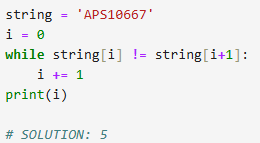 string = 'APS10667'
i = 0
while string[i] != string[i+1]:
    i += 1
print(i)

# SOLUTION: 5